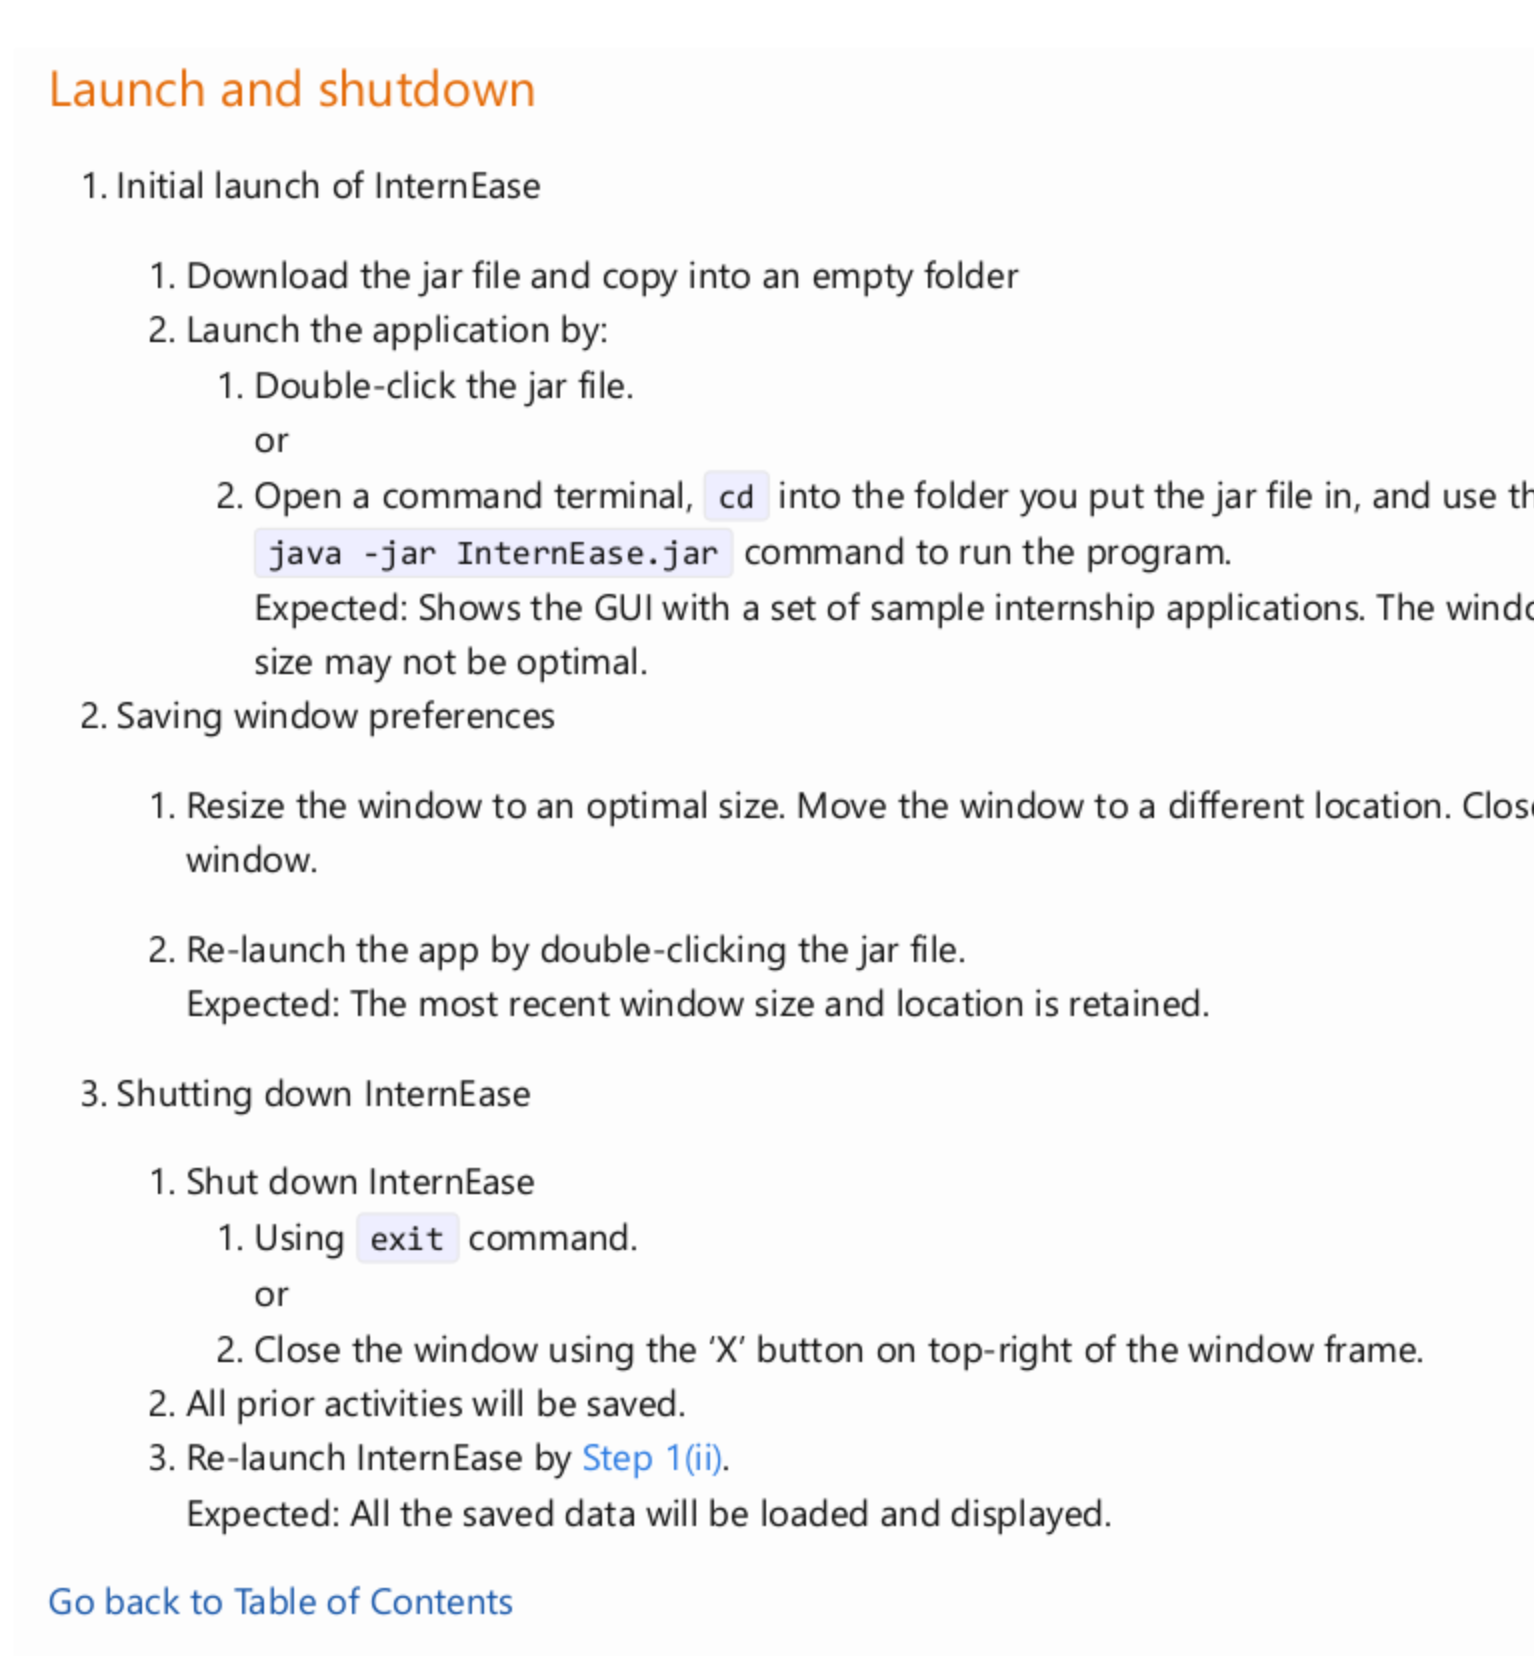 Launch and shutdown
1. Initial launch of InternEase
1. Download the jar file and copy into an empty folder
2. Launch the application by:
1. Double-click the jar file.
or
2. Open a command terminal, cd into the folder you put the jar file in, and use
java -jar InternEase.jar command to run the program.
Expected: Shows the GUI with a set of sample internship applications. The
size may not be optimal.
2. Saving window preferences
1. Resize the window to an optimal size. Move the window to a different location.
window.
2. Re-launch the app by double-clicking the jar file.
Expected: The most recent window size and location is retained.
3. Shutting down InternEase
1. Shut down InternEase
1. Using exit command.
or
2. Close the window using the ‘X’ button on top-right of the window frame.
2. All prior activities will be saved.
3. Re-launch InternEase by Step 1(ii).
Expected: All the saved data will be loaded and displayed.
Go back to Table of Contents